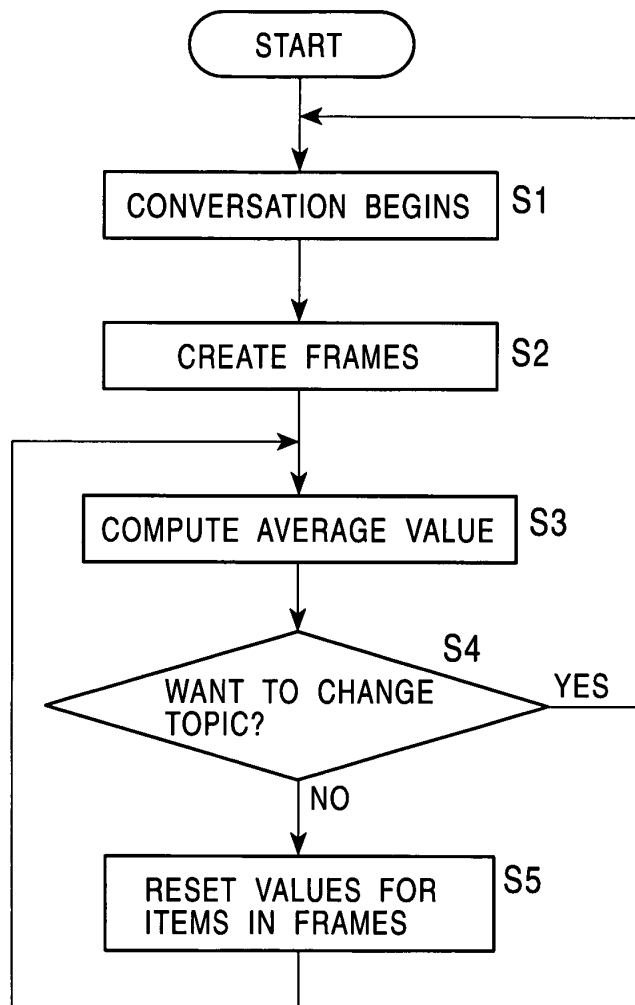 START
CONVERSATION BEGINS
S1
CREATE FRAMES
S2
COMPUTE AVERAGE VALUE
S3
S4
WANT TO CHANGE
TOPIC?
YES
NO
RESET VALUES FOR
ITEMS IN FRAMES
S5